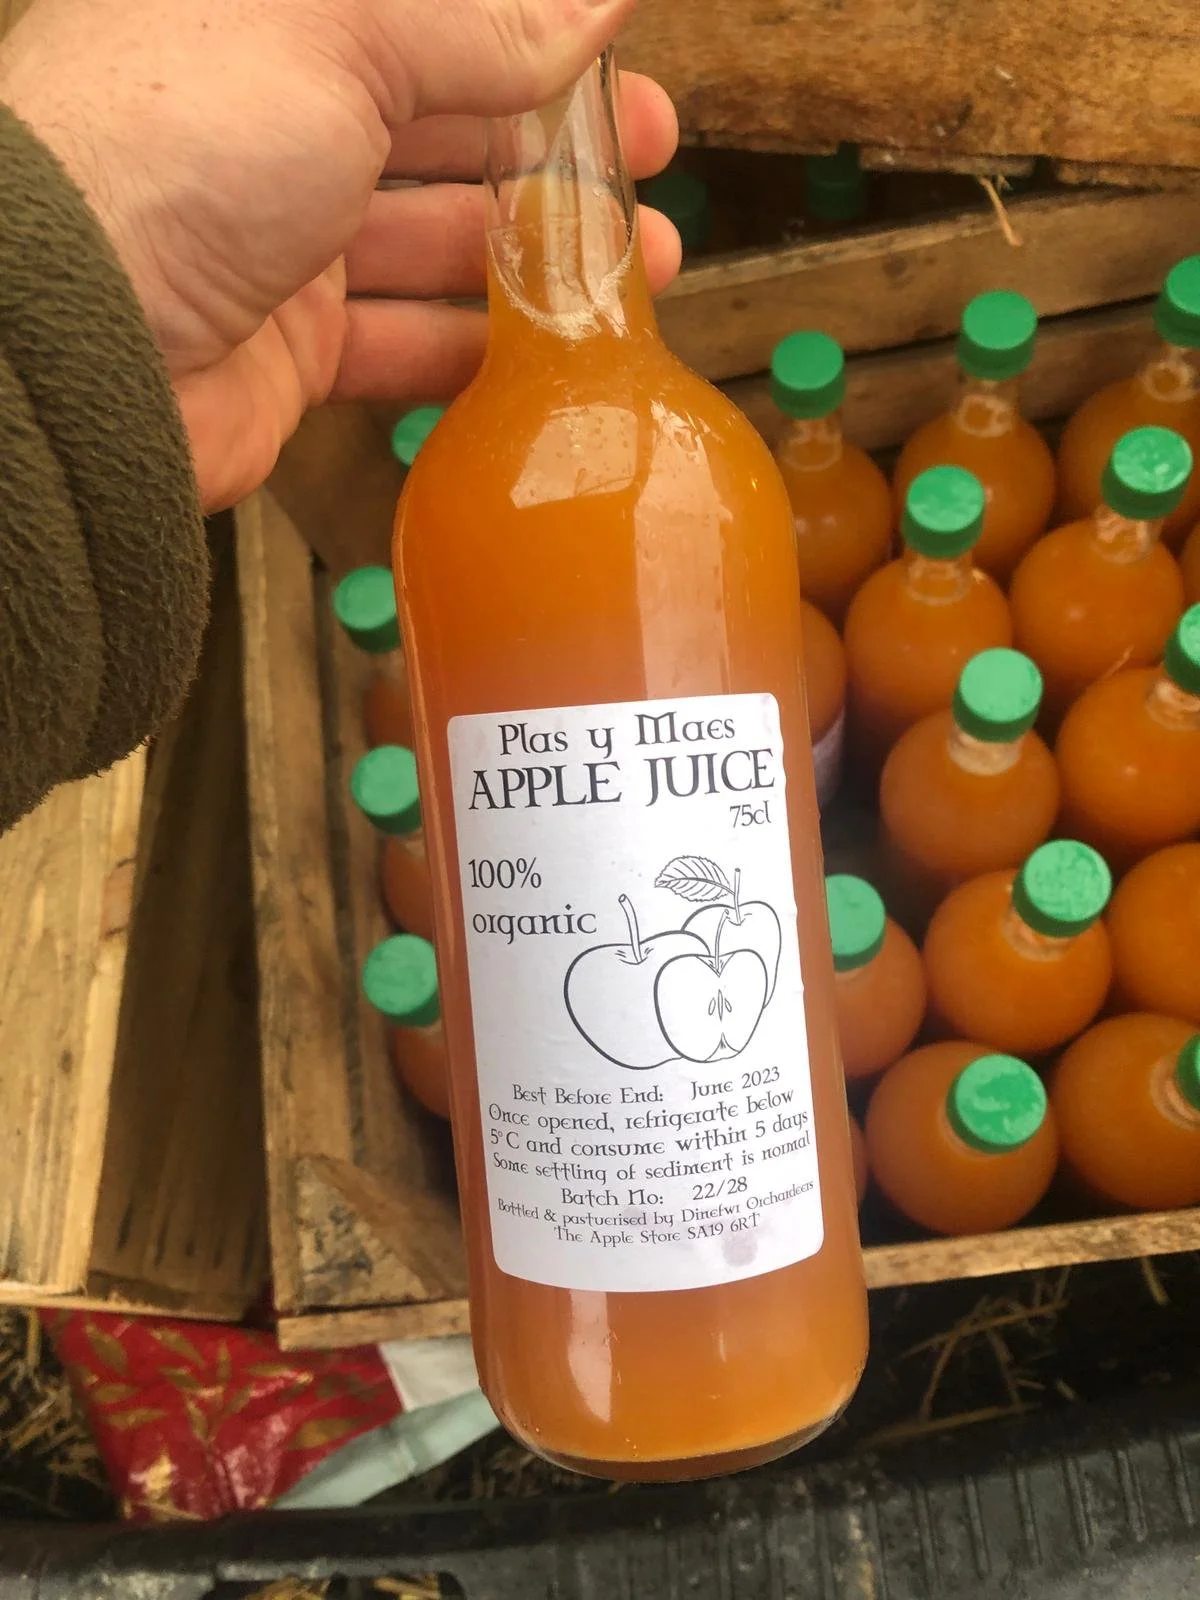 Plas y Maes
APPLE JUICE
75cl
100%
organic
Best Before End: June 2023
Once opened, refrigerate below
5°C and consume within 5 days
Some settling of sediment is normal
Batch No: 22/28
Bottled & pastuerised by Dinefwr Orchardeers
The Apple Store SA19 6RT